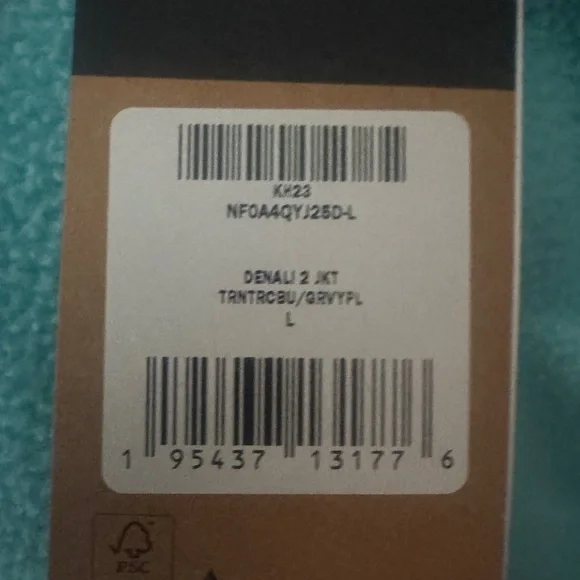 KH23
NF0A4QYJ25D-L
DENALI 2 JKT
TRNTRCBU/GRVYPL
L
1 95437 13177 6
FSC